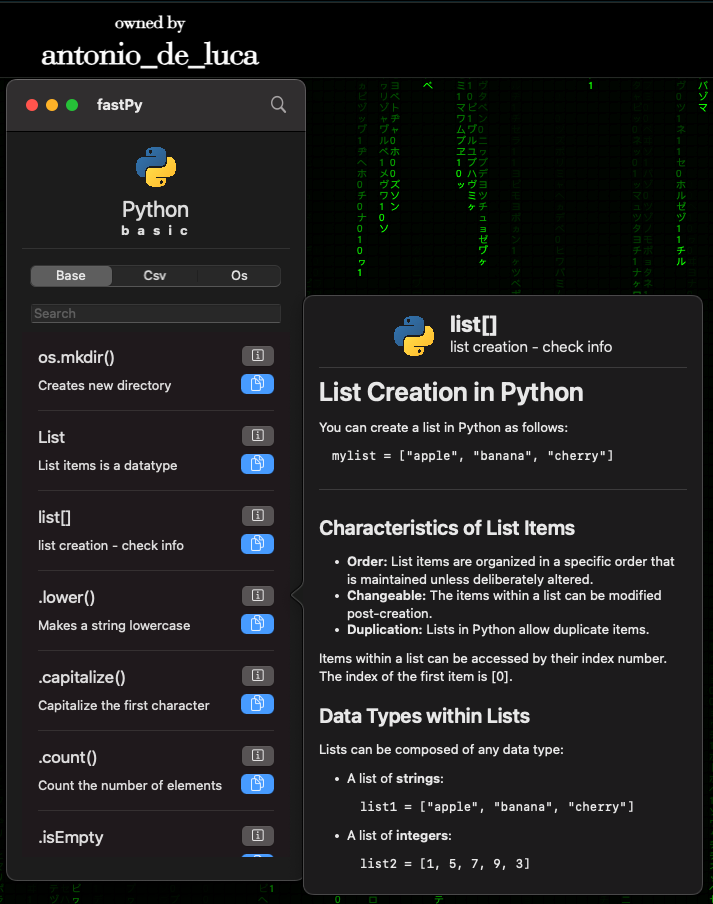 owned by
antonio_de_luca
fastPy
Python
basic
Base Csv Os
Search
os.mkdir()
Creates new directory
List
List items is a datatype
list[]
list creation - check info
.lower()
Makes a string lowercase
.capitalize()
Capitalize the first character
.count()
Count the number of elements
.isEmpty
list[]
list creation - check info
List Creation in Python
You can create a list in Python as follows:
mylist = ["apple", "banana", "cherry"]
Characteristics of List Items
• Order: List items are organized in a specific order that
is maintained unless deliberately altered.
• Changeable: The items within a list can be modified
post-creation.
• Duplication: Lists in Python allow duplicate items.
Items within a list can be accessed by their index number.
The index of the first item is [0].
Data Types within Lists
Lists can be composed of any data type:
• A list of strings:
list1 = ["apple", "banana", "cherry"]
• A list of integers:
list2 = [1, 5, 7, 9, 3]